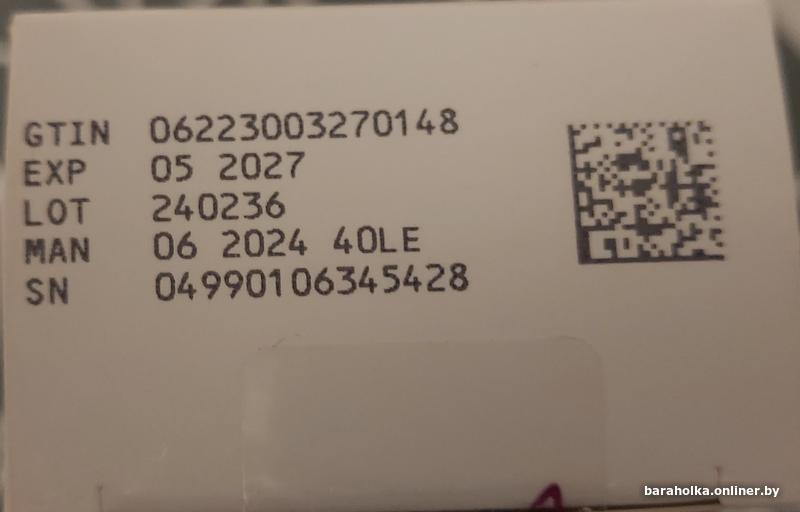 GTIN 06223003270148
EXP 05 2027
LOT 240236
MAN 06 2024 40LE
SN 04990106345428
baraholka.onliner.by